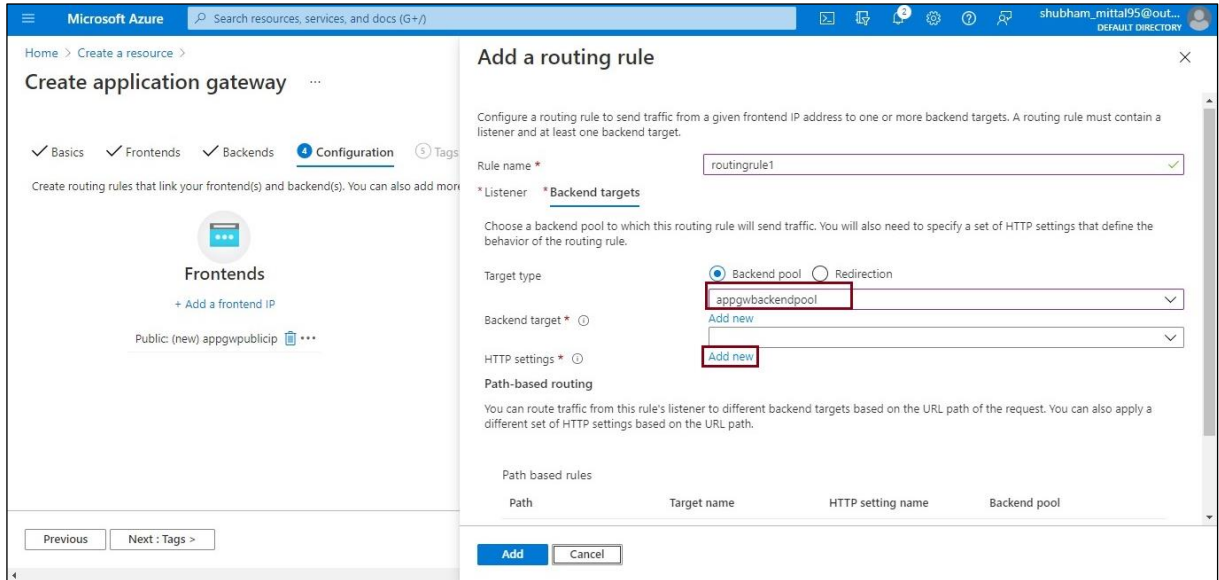 Microsoft Azure
Search resources, services, and docs (G+/)
2
shubham_mittal95@out...
DEFAULT DIRECTORY
Home > Create a resource >
Create application gateway ...
Basics Frontends Backends 4 Configuration 5 Tags
Create routing rules that link your frontend(s) and backend(s). You can also add more
Frontends
+ Add a frontend IP
Public: (new) appgwpublicip
Previous
Next : Tags >
Add a routing rule
Configure a routing rule to send traffic from a given frontend IP address to one or more backend targets. A routing rule must contain a
listener and at least one backend target.
Rule name *
routingrule1
* Listener * Backend targets
Choose a backend pool to which this routing rule will send traffic. You will also need to specify a set of HTTP settings that define the
behavior of the routing rule.
Target type
Backend pool Redirection
appgwbackendpool
Backend target *
Add new
HTTP settings *
Add new
Path-based routing
You can route traffic from this rule's listener to different backend targets based on the URL path of the request. You can also apply a
different set of HTTP settings based on the URL path.
Path based rules
Path Target name HTTP setting name Backend pool
Add
Cancel